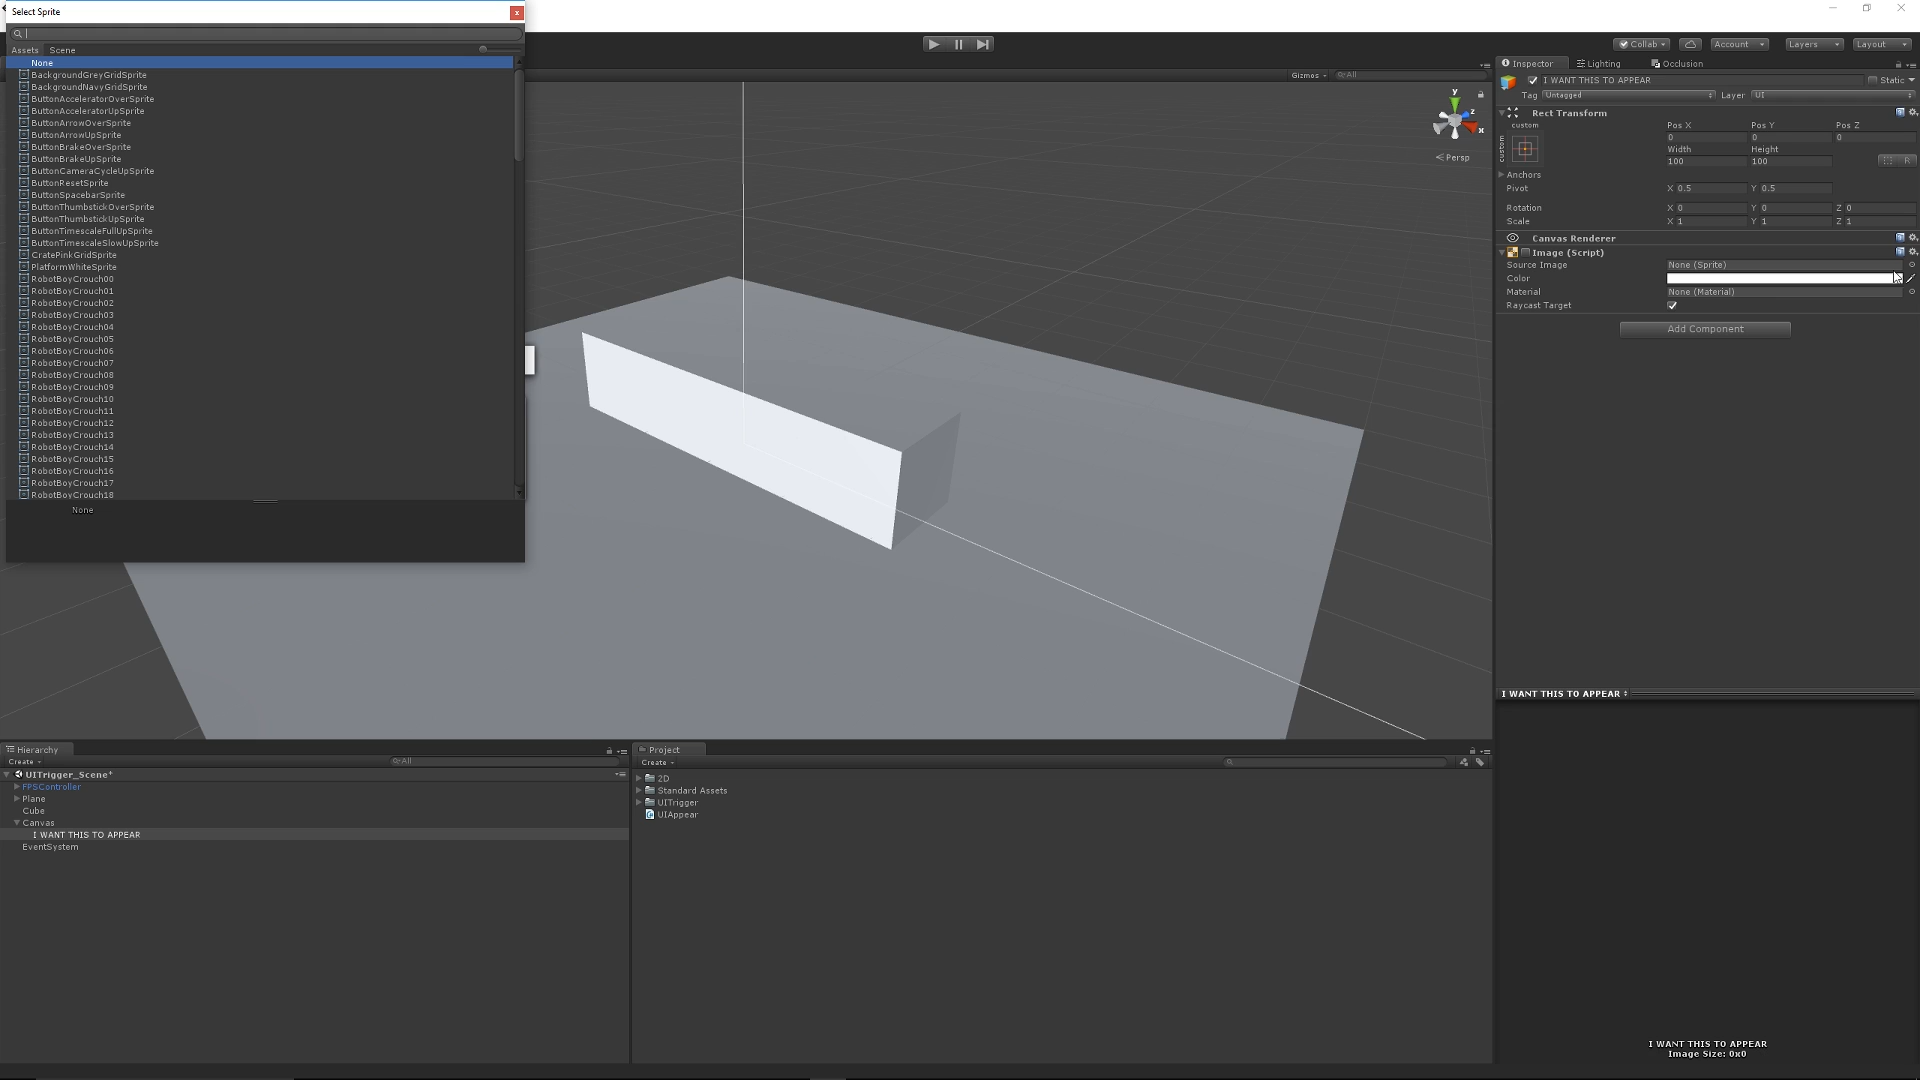 Select Sprite
Assets Scene
None
BackgroundGreyGridSprite
BackgroundNavyGridSprite
ButtonAcceleratorOverSprite
ButtonAcceleratorUpSprite
ButtonArrowOverSprite
ButtonArrowUpSprite
ButtonBrakeOverSprite
ButtonBrakeUpSprite
ButtonCameraCycleUpSprite
ButtonResetSprite
ButtonSpacebarSprite
ButtonThumbstickOverSprite
ButtonThumbstickUpSprite
ButtonTimescaleFullUpSprite
ButtonTimescaleSlowUpSprite
CratePinkGridSprite
PlatformWhiteSprite
RobotBoyCrouch00
RobotBoyCrouch01
RobotBoyCrouch02
RobotBoyCrouch03
RobotBoyCrouch04
RobotBoyCrouch05
RobotBoyCrouch06
RobotBoyCrouch07
RobotBoyCrouch08
RobotBoyCrouch09
RobotBoyCrouch10
RobotBoyCrouch11
RobotBoyCrouch12
RobotBoyCrouch13
RobotBoyCrouch14
RobotBoyCrouch15
RobotBoyCrouch16
RobotBoyCrouch17
RobotBoyCrouch18
None
Collab Account Layers Layout
Gizmos All
y
z
x
Persp
Inspector Lighting Occlusion
I WANT THIS TO APPEAR Static
Tag Untagged Layer UI
Rect Transform
custom Pos X Pos Y Pos Z
custom 0 0 0
Width Height
100 100 R
Anchors
Pivot X 0.5 Y 0.5
Rotation X 0 Y 0 Z 0
Scale X 1 Y 1 Z 1
Canvas Renderer
Image (Script)
Source Image None (Sprite)
Color
Material None (Material)
Raycast Target
Add Component
I WANT THIS TO APPEAR
I WANT THIS TO APPEAR
Image Size: 0x0
Hierarchy
Create All
UITrigger_Scene*
FPSController
Plane
Cube
Canvas
I WANT THIS TO APPEAR
EventSystem
Project
Create
2D
Standard Assets
UITrigger
UIAppear